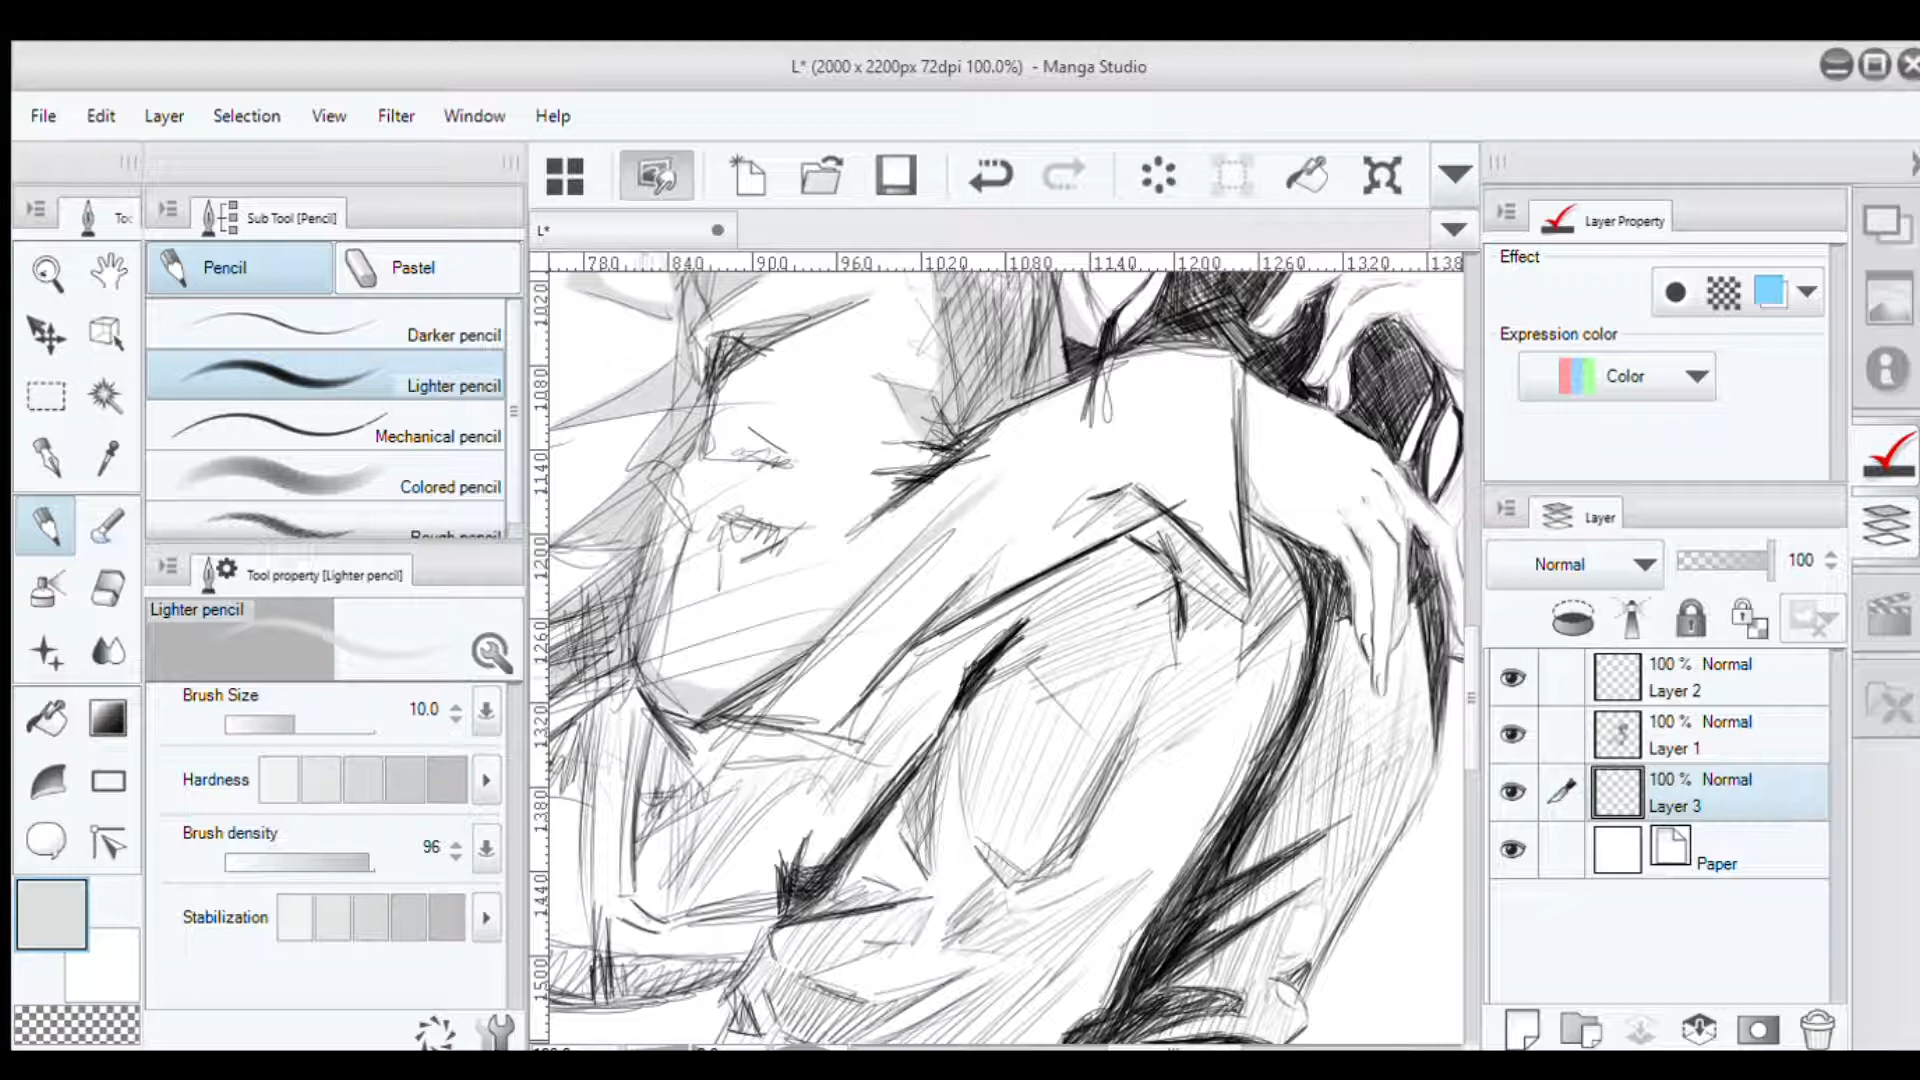 L* (2000 x 2200px 72dpi 100.0%) - Manga Studio
File Edit Layer Selection View Filter Window Help
Sub Tool [Pencil]
L*
Layer Property
Pencil Pastel
Effect
780 840 900 960 1020 1080 1140 1200 1260 1320 138
Darker pencil
Expression color
Lighter pencil
Color
Mechanical pencil
Colored pencil
Rough pencil
Layer
1020
1080
1140
1200
1260
1320
1380
1440
1500
Normal 100
Tool property [Lighter pencil]
Lighter pencil
Brush Size 10.0
Hardness
Brush density 96
Stabilization
100 % Normal
Layer 2
100 % Normal
Layer 1
100 % Normal
Layer 3
Paper